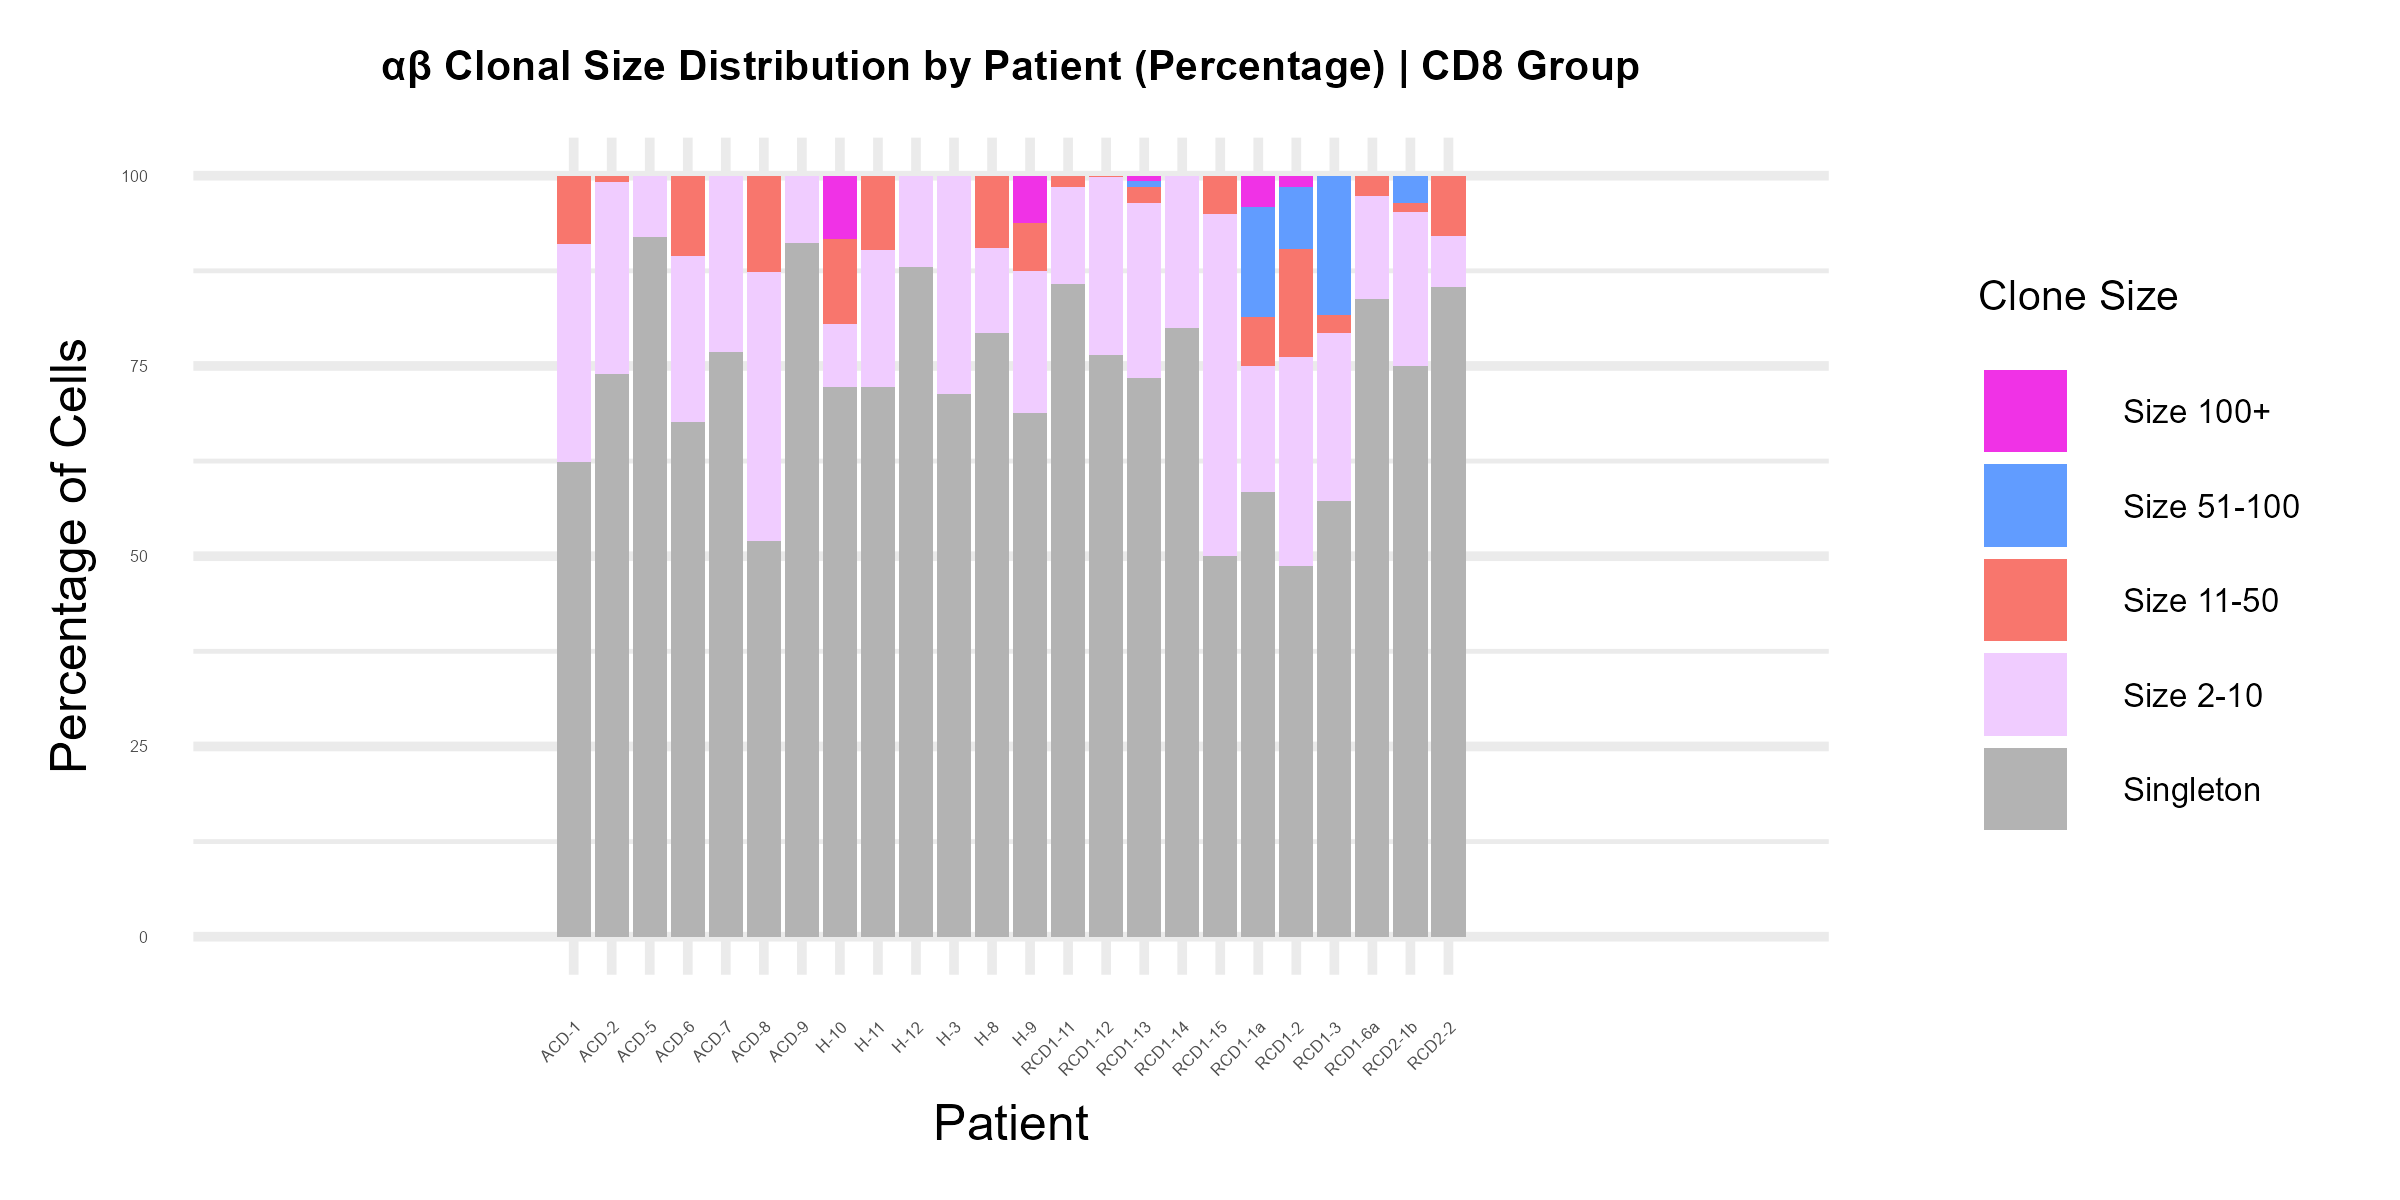 αβ Clonal Size Distribution by Patient (Percentage) | CD8 Group
Percentage of Cells
100
75
50
25
0
ACD-1
ACD-2
ACD-5
ACD-6
ACD-7
ACD-8
ACD-9
H-10
H-11
H-12
H-3
H-8
H-9
RCD1-11
RCD1-12
RCD1-13
RCD1-14
RCD1-15
RCD1-1a
RCD1-2
RCD1-3
RCD1-6a
RCD2-1b
RCD2-2
Patient
Clone Size
Size 100+
Size 51-100
Size 11-50
Size 2-10
Singleton